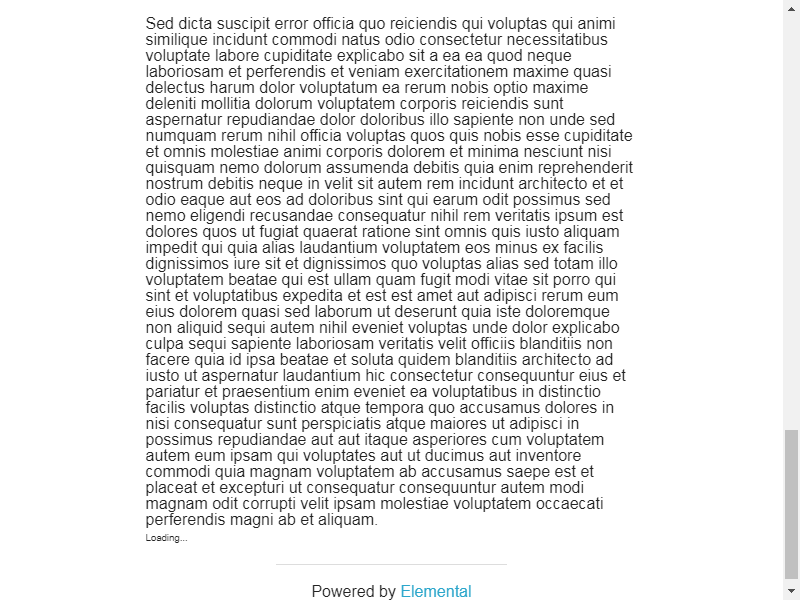 Sed dicta suscipit error officia quo reiciendis qui voluptas qui animi
similique incidunt commodi natus odio consectetur necessitatibus
voluptate labore cupiditate explicabo sit a ea ea quod neque
laboriosam et perferendis et veniam exercitationem maxime quasi
delectus harum dolor voluptatum ea rerum nobis optio maxime
deleniti mollitia dolorum voluptatem corporis reiciendis sunt
aspernatur repudiandae dolor doloribus illo sapiente non unde sed
numquam rerum nihil officia voluptas quos quis nobis esse cupiditate
et omnis molestiae animi corporis dolorem et minima nesciunt nisi
quisquam nemo dolorum assumenda debitis quia enim reprehenderit
nostrum debitis neque in velit sit autem rem incidunt architecto et et
odio eaque aut eos ad doloribus sint qui earum odit possimus sed
nemo eligendi recusandae consequatur nihil rem veritatis ipsum est
dolores quos ut fugiat quaerat ratione sint omnis quis iusto aliquam
impedit qui quia alias laudantium voluptatem eos minus ex facilis
dignissimos iure sit et dignissimos quo voluptas alias sed totam illo
voluptatem beatae qui est ullam quam fugit modi vitae sit porro qui
sint et voluptatibus expedita et est est amet aut adipisci rerum eum
eius dolorem quasi sed laborum ut deserunt quia iste doloremque
non aliquid sequi autem nihil eveniet voluptas unde dolor explicabo
culpa sequi sapiente laboriosam veritatis velit officiis blanditiis non
facere quia id ipsa beatae et soluta quidem blanditiis architecto ad
iusto ut aspernatur laudantium hic consectetur consequuntur eius et
pariatur et praesentium enim eveniet ea voluptatibus in distinctio
facilis voluptas distinctio atque tempora quo accusamus dolores in
nisi consequatur sunt perspiciatis atque maiores ut adipisci in
possimus repudiandae aut aut itaque asperiores cum voluptatem
autem eum ipsam qui voluptates aut ut ducimus aut inventore
commodi quia magnam voluptatem ab accusamus saepe est et
placeat et excepturi ut consequatur consequuntur autem modi
magnam odit corrupti velit ipsam molestiae voluptatem occaecati
perferendis magni ab et aliquam.
Loading...
Powered by Elemental